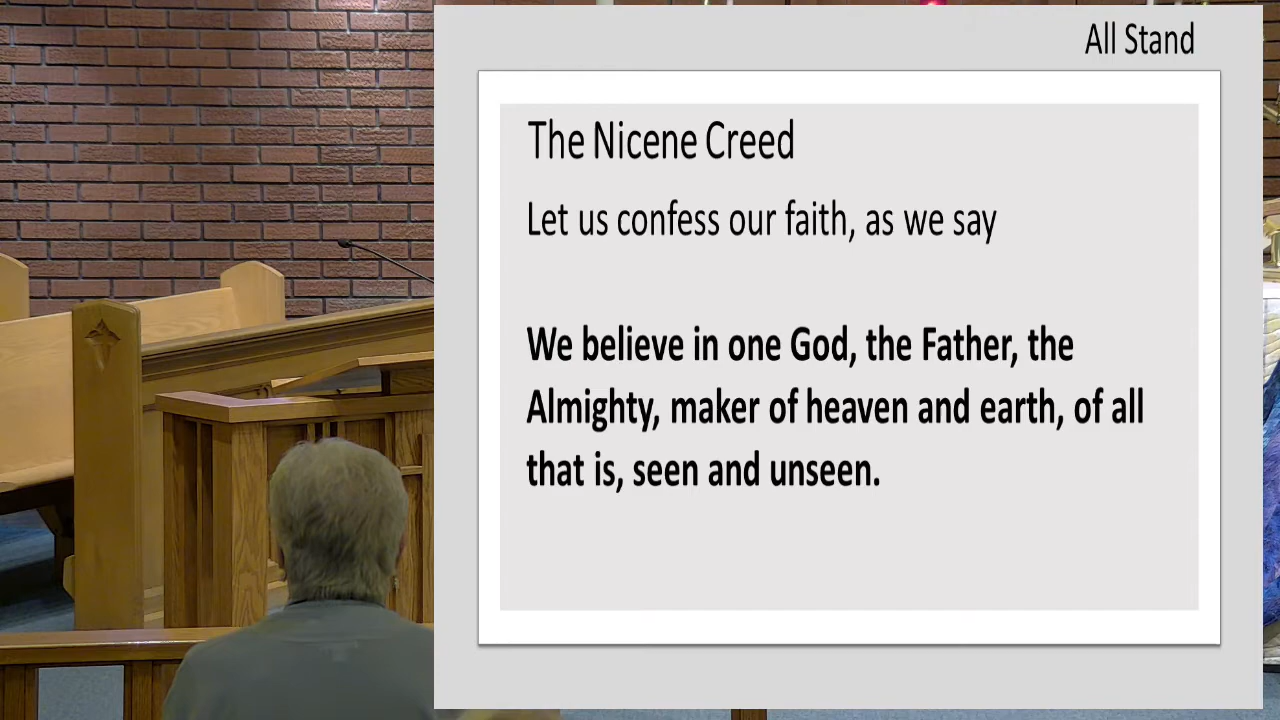 All Stand
The Nicene Creed
Let us confess our faith, as we say
We believe in one God, the Father, the
Almighty, maker of heaven and earth, of all
that is, seen and unseen.